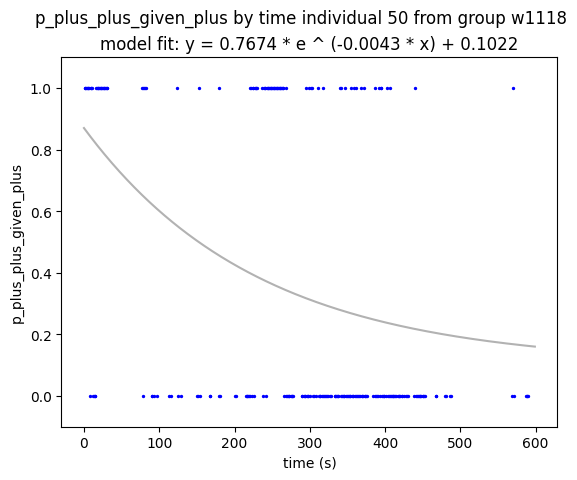 p_plus_plus_given_plus by time individual 50 from group w1118
model fit: y = 0.7674 * e ^ (-0.0043 * x) + 0.1022
1.0
0.8
0.6
0.4
0.2
0.0
p_plus_plus_given_plus
0 100 200 300 400 500 600
time (s)